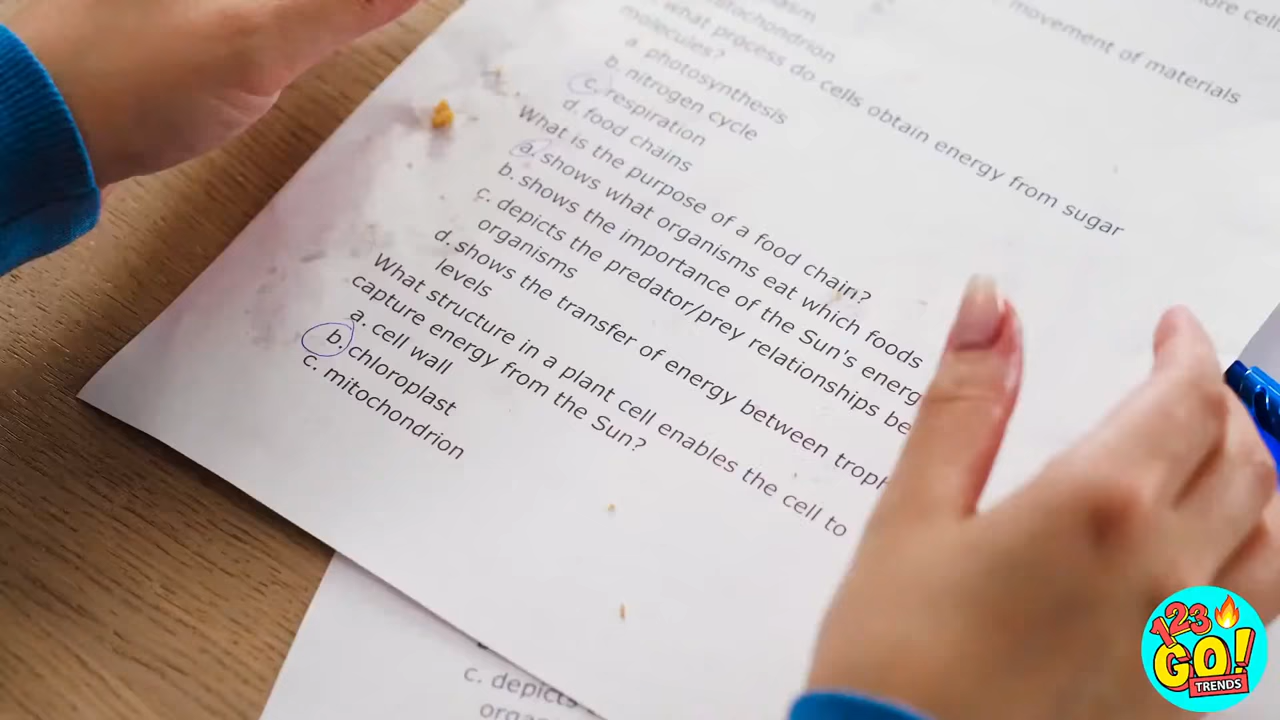 movement of materials
mitochondrion
what process do cells obtain energy from sugar
molecules?
a. photosynthesis
b. nitrogen cycle
c. respiration
d. food chains
What is the purpose of a food chain?
a. shows what organisms eat which foods
b. shows the importance of the Sun's energ
c. depicts the predator/prey relationships be
organisms
d. shows the transfer of energy between troph
levels
What structure in a plant cell enables the cell to
capture energy from the Sun?
a. cell wall
b. chloroplast
c. mitochondrion
c. depicts
123
GO!
TRENDS